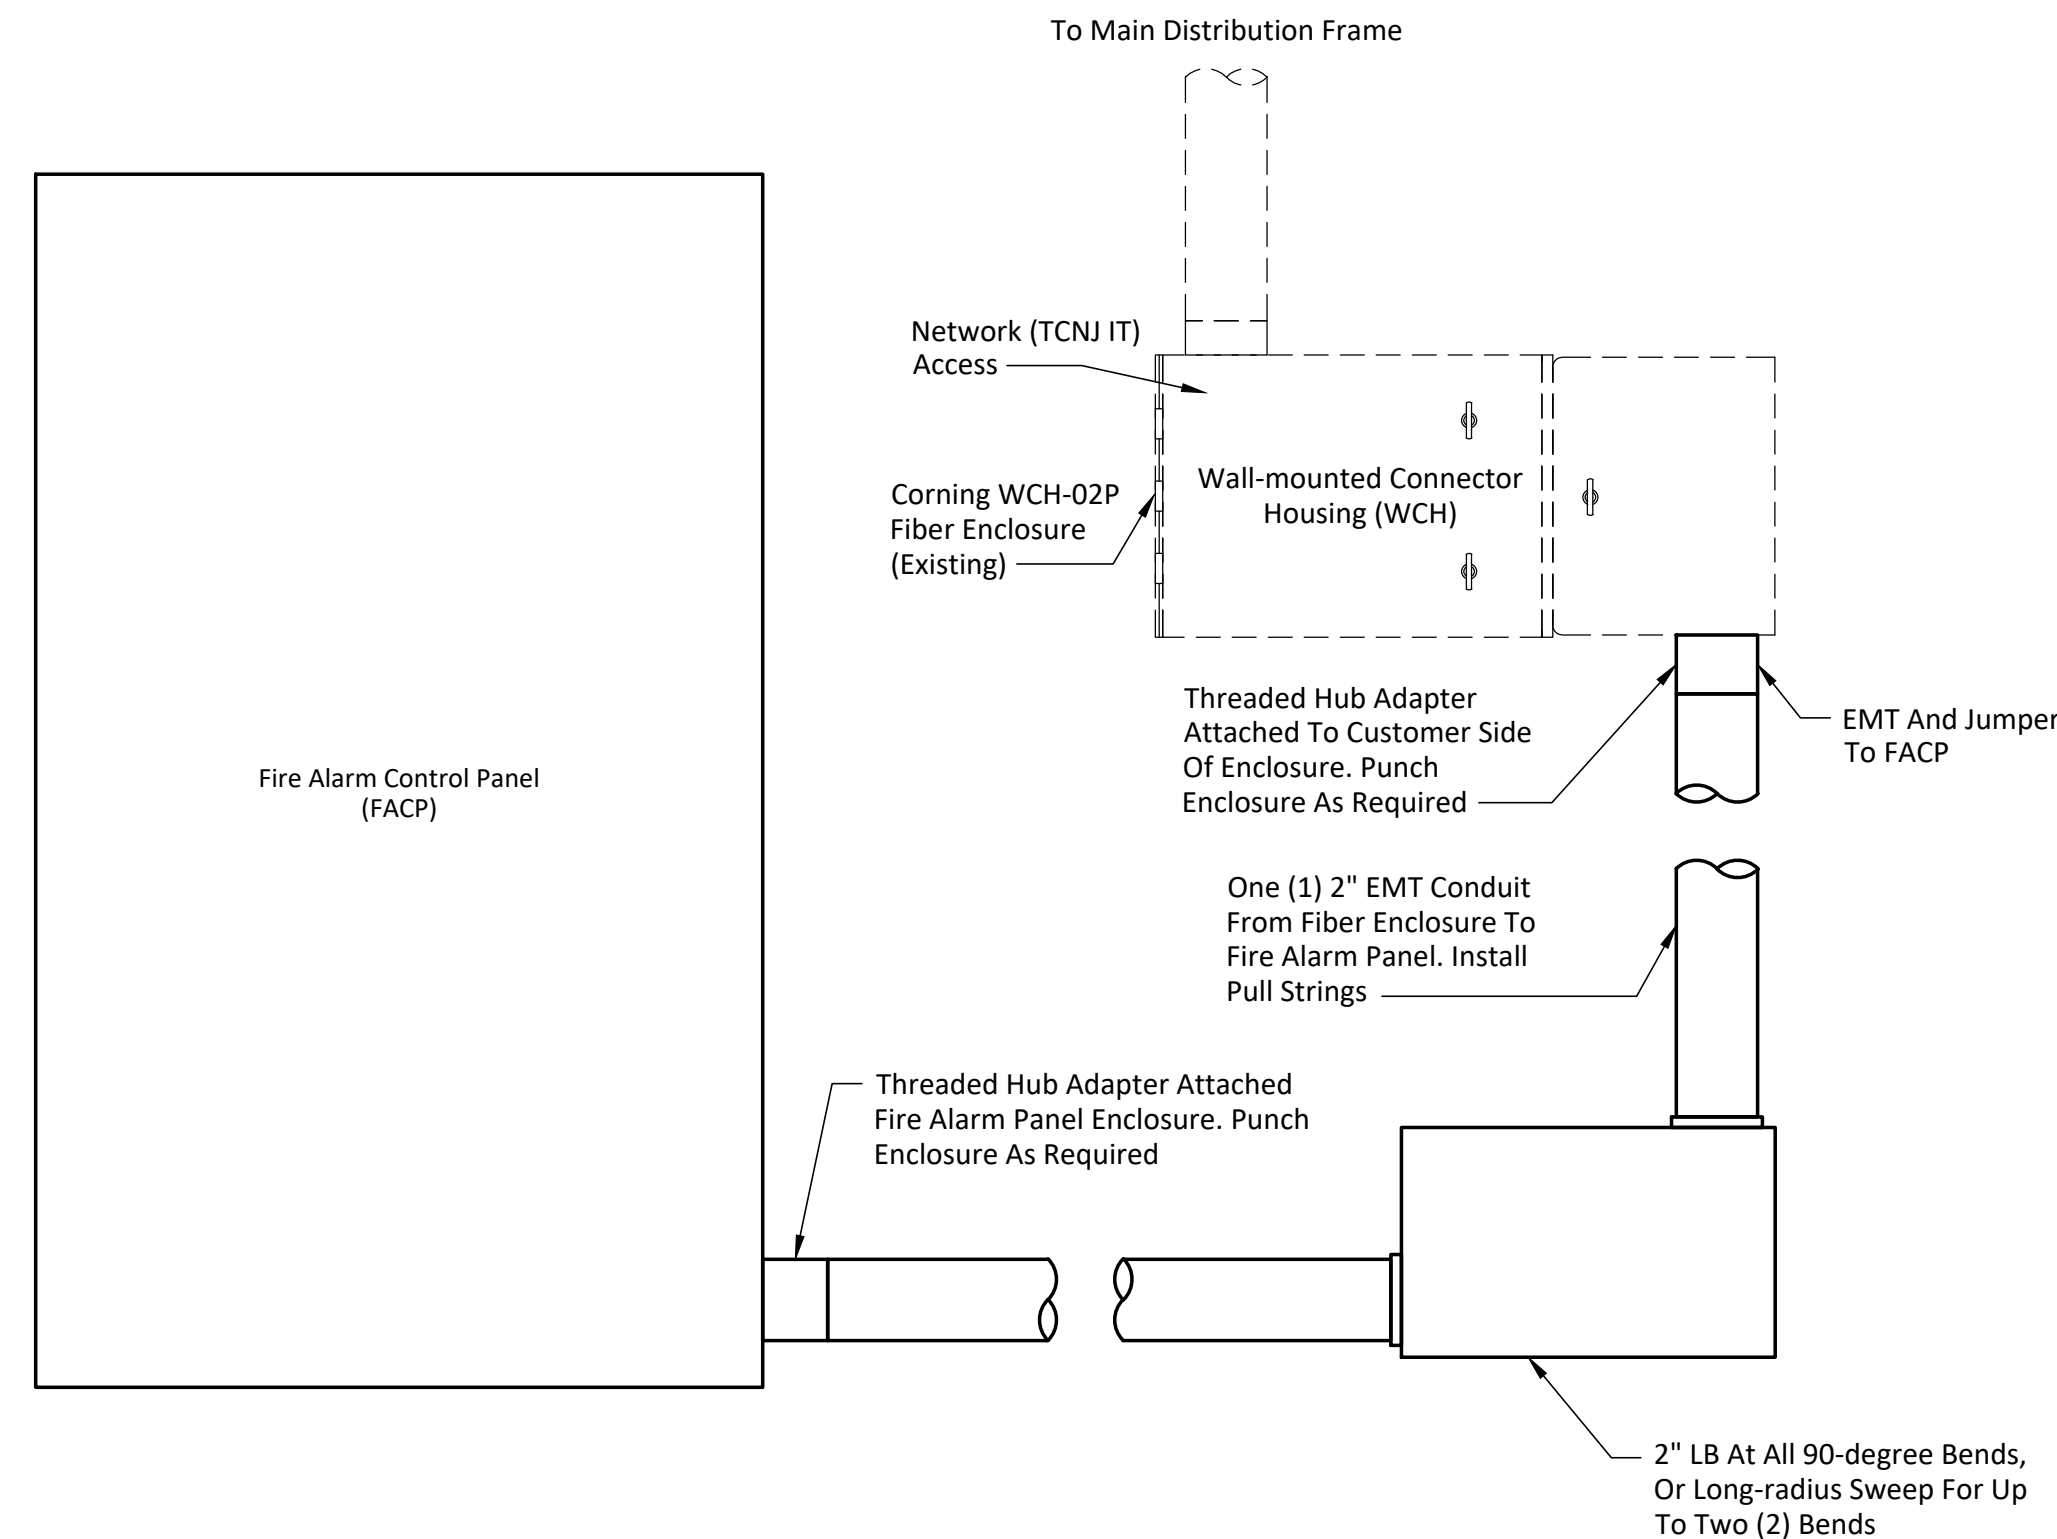 To Main Distribution Frame
Network (TCNJ IT)
Access
Corning WCH-02P
Fiber Enclosure
(Existing)
Wall-mounted Connector
Housing (WCH)
Threaded Hub Adapter
Attached To Customer Side
Of Enclosure. Punch
Enclosure As Required
EMT And Jumper
To FACP
Fire Alarm Control Panel
(FACP)
One (1) 2" EMT Conduit
From Fiber Enclosure To
Fire Alarm Panel. Install
Pull Strings
Threaded Hub Adapter Attached
Fire Alarm Panel Enclosure. Punch
Enclosure As Required
2" LB At All 90-degree Bends,
Or Long-radius Sweep For Up
To Two (2) Bends